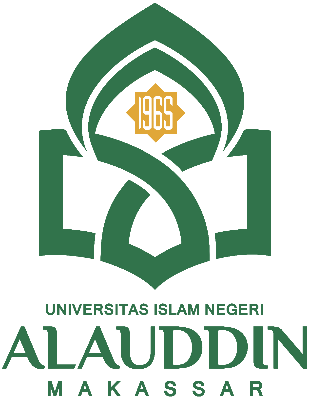 1965
UNIVERSITAS ISLAM NEGERI
ALAUDDIN
MAKASSAR